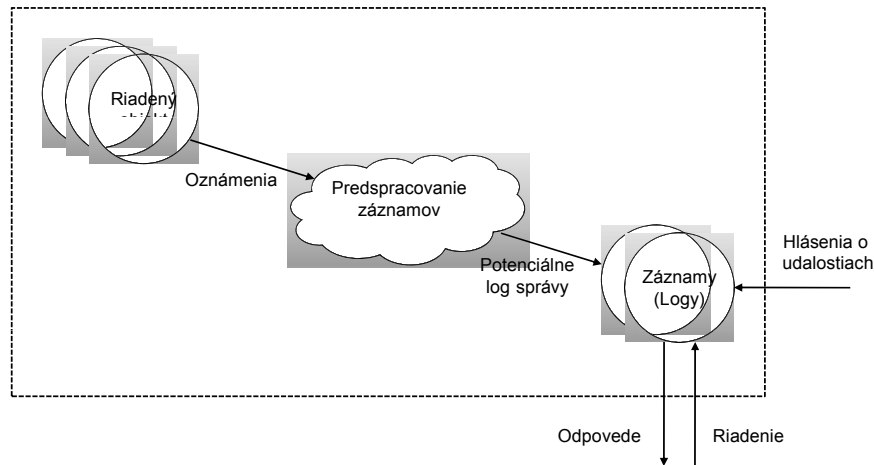 Riadený
Oznámenia
Predspracovanie
záznamov
Potenciálne
log správy
Záznamy
(Logy)
Hlásenia o
udalostiach
Odpovede
Riadenie